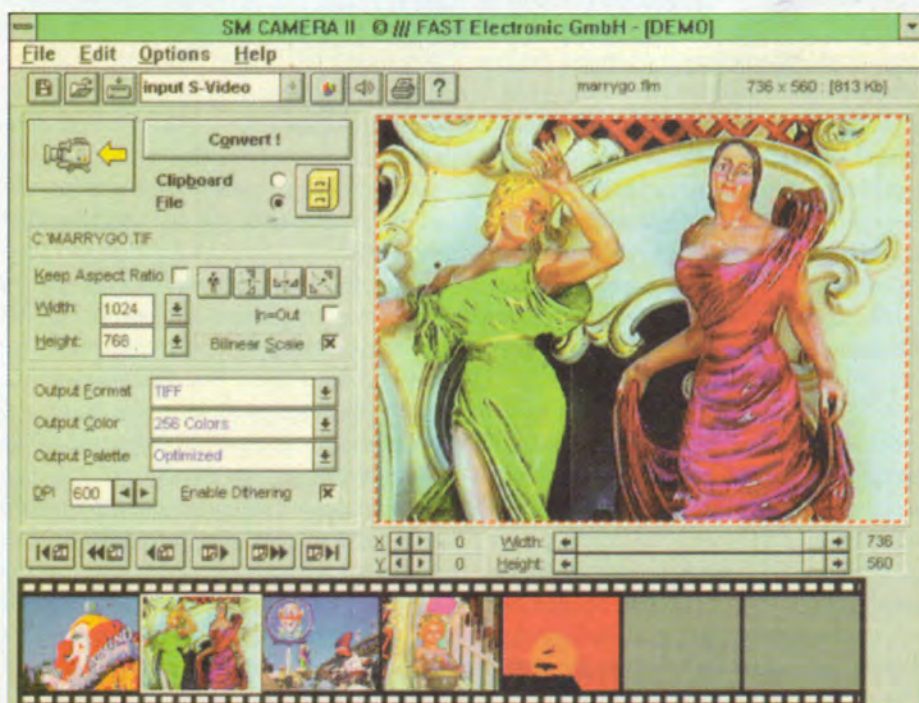 SM CAMERA II © /// FAST Electronic GmbH - [DEMO]
File Edit Options Help
input S-Video ? marrygo.flm 736 x 560 : [813 Kb]
Convert !
Clipboard
File
C:\MARRYGO.TIF
Keep Aspect Ratio
Width: 1024
In=Out
Height: 768
Bilinear Scale
Output Format TIFF
Output Color 256 Colors
Output Palette Optimized
DPI 600 Enable Dithering
X 0 Width: 736
Y 0 Height: 560